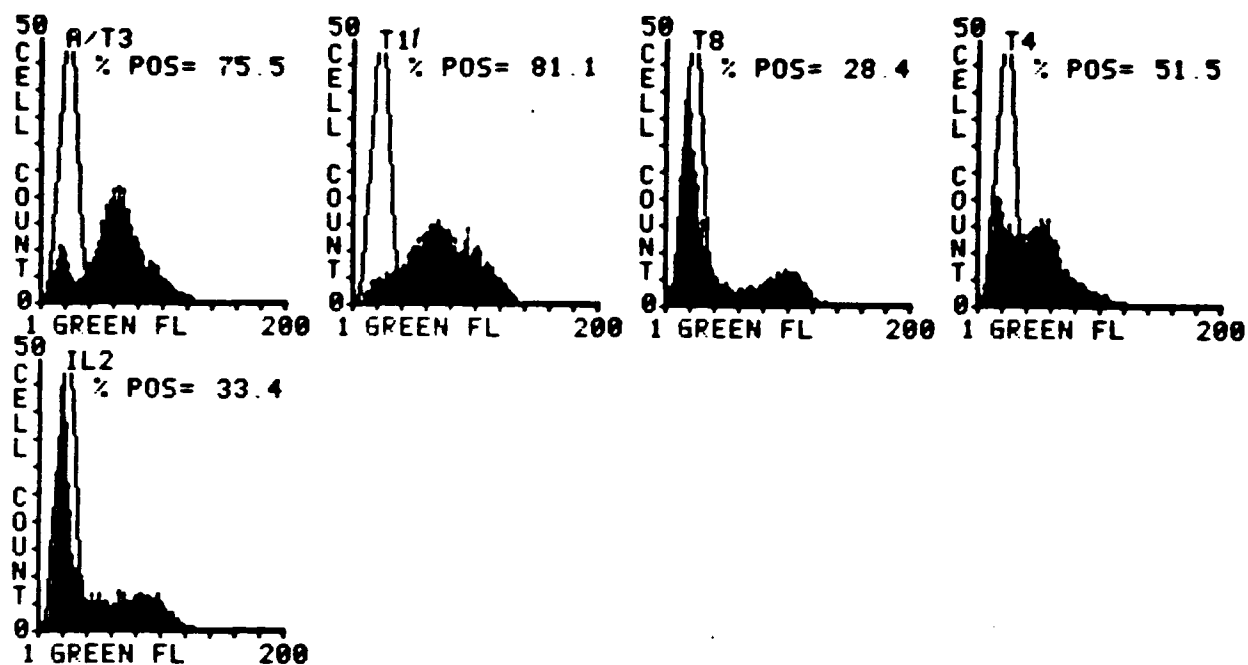 50
A/T3
% POS= 75.5
CELL COUNT
0
1 GREEN FL 200
50
T11
% POS= 81.1
CELL COUNT
0
1 GREEN FL 200
50
T8
% POS= 28.4
CELL COUNT
0
1 GREEN FL 200
50
T4
% POS= 51.5
CELL COUNT
0
1 GREEN FL 200
50
IL2
% POS= 33.4
CELL COUNT
0
1 GREEN FL 200